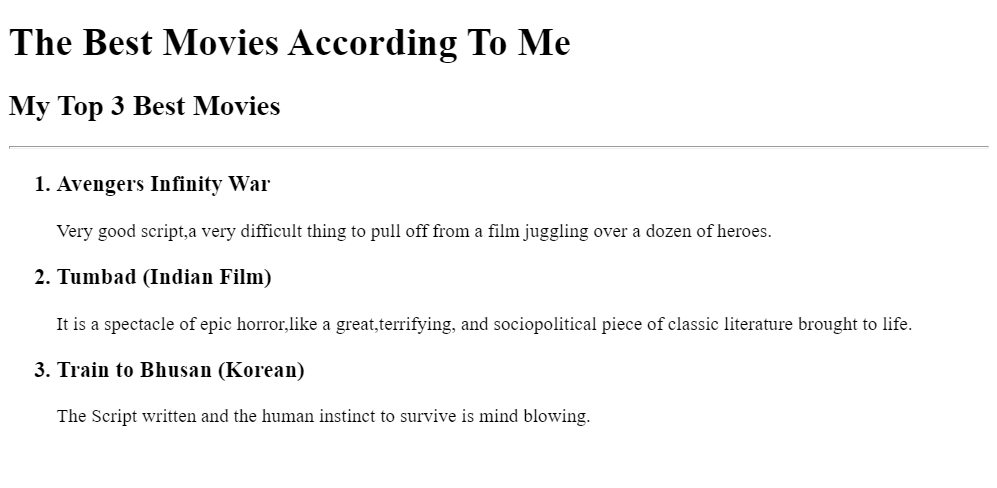 The Best Movies According To Me
My Top 3 Best Movies
1. Avengers Infinity War
Very good script,a very difficult thing to pull off from a film juggling over a dozen of heroes.
2. Tumbad (Indian Film)
It is a spectacle of epic horror,like a great,terrifying, and sociopolitical piece of classic literature brought to life.
3. Train to Bhusan (Korean)
The Script written and the human instinct to survive is mind blowing.